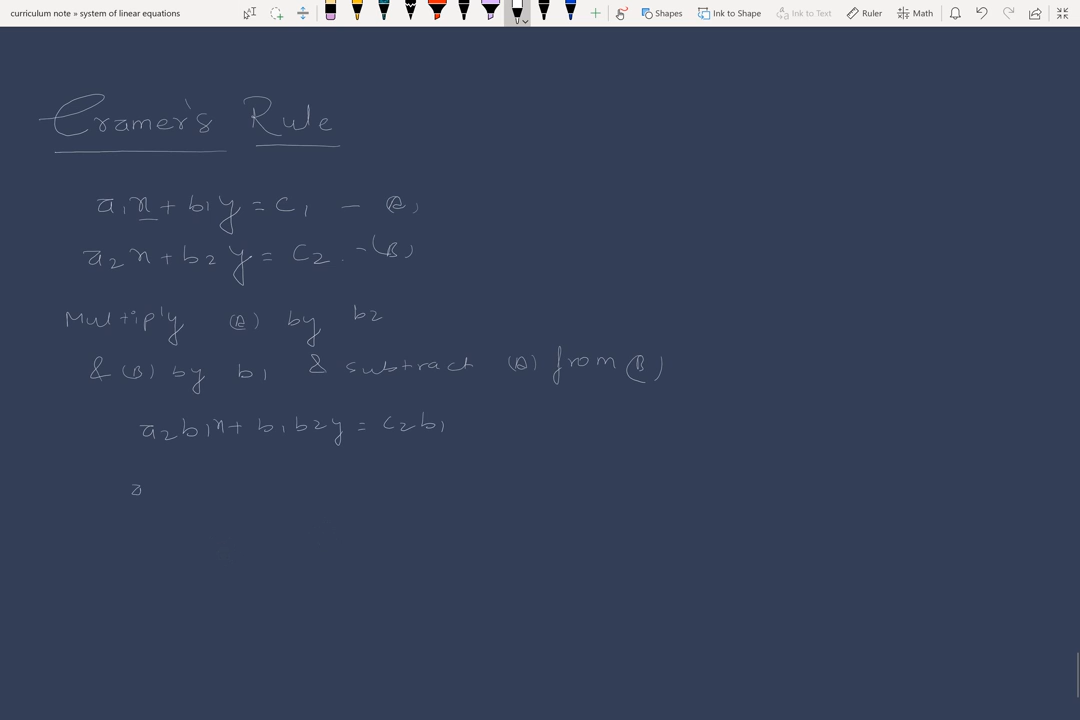 curriculum note » system of linear equations
Shapes Ink to Shape Ink to Text Ruler Math
Cramer's Rule
a₁x + b₁y = c₁ — (A)
a₂x + b₂y = c₂ . — (B)
Multiply (A) by b₂
& (B) by b₁ & subtract (A) from (B)
a₂b₁x + b₁b₂y = c₂b₁
a